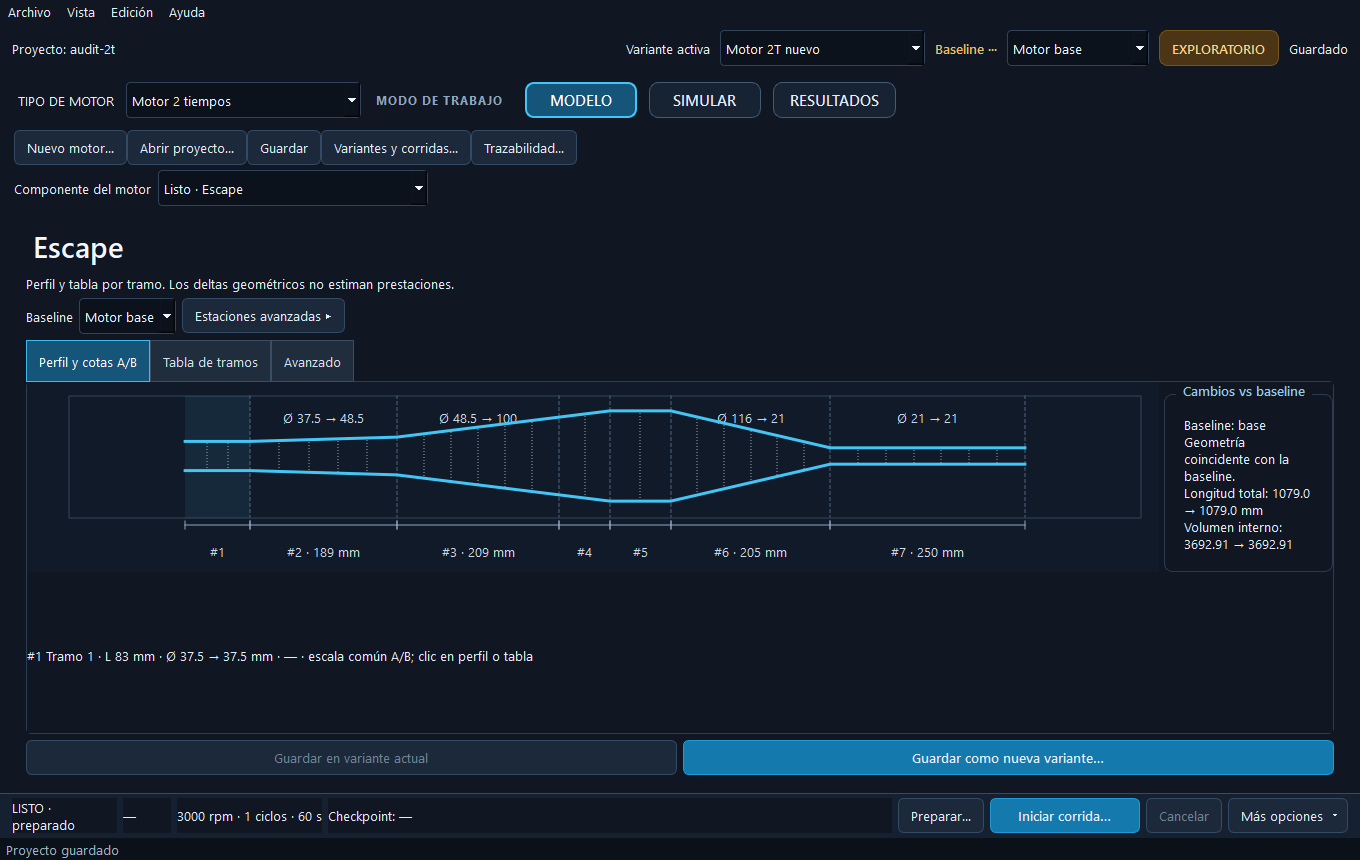 Archivo Vista Edición Ayuda
Proyecto: audit-2t Variante activa Motor 2T nuevo Baseline ··· Motor base EXPLORATORIO Guardado
TIPO DE MOTOR Motor 2 tiempos MODO DE TRABAJO MODELO SIMULAR RESULTADOS
Nuevo motor... Abrir proyecto... Guardar Variantes y corridas... Trazabilidad...
Componente del motor Listo · Escape
Escape
Perfil y tabla por tramo. Los deltas geométricos no estiman prestaciones.
Baseline Motor base Estaciones avanzadas ▸
Perfil y cotas A/B Tabla de tramos Avanzado
Ø 37.5 → 48.5 Ø 48.5 → 100 Ø 116 → 21 Ø 21 → 21
#1 #2 · 189 mm #3 · 209 mm #4 #5 #6 · 205 mm #7 · 250 mm
Cambios vs baseline
Baseline: base
Geometría
coincidente con la
baseline.
Longitud total: 1079.0
→ 1079.0 mm
Volumen interno:
3692.91 → 3692.91
#1 Tramo 1 · L 83 mm · Ø 37.5 → 37.5 mm · — · escala común A/B; clic en perfil o tabla
Guardar en variante actual Guardar como nueva variante...
LISTO ·
preparado
— 3000 rpm · 1 ciclos · 60 s Checkpoint: — Preparar... Iniciar corrida... Cancelar Más opciones
Proyecto guardado